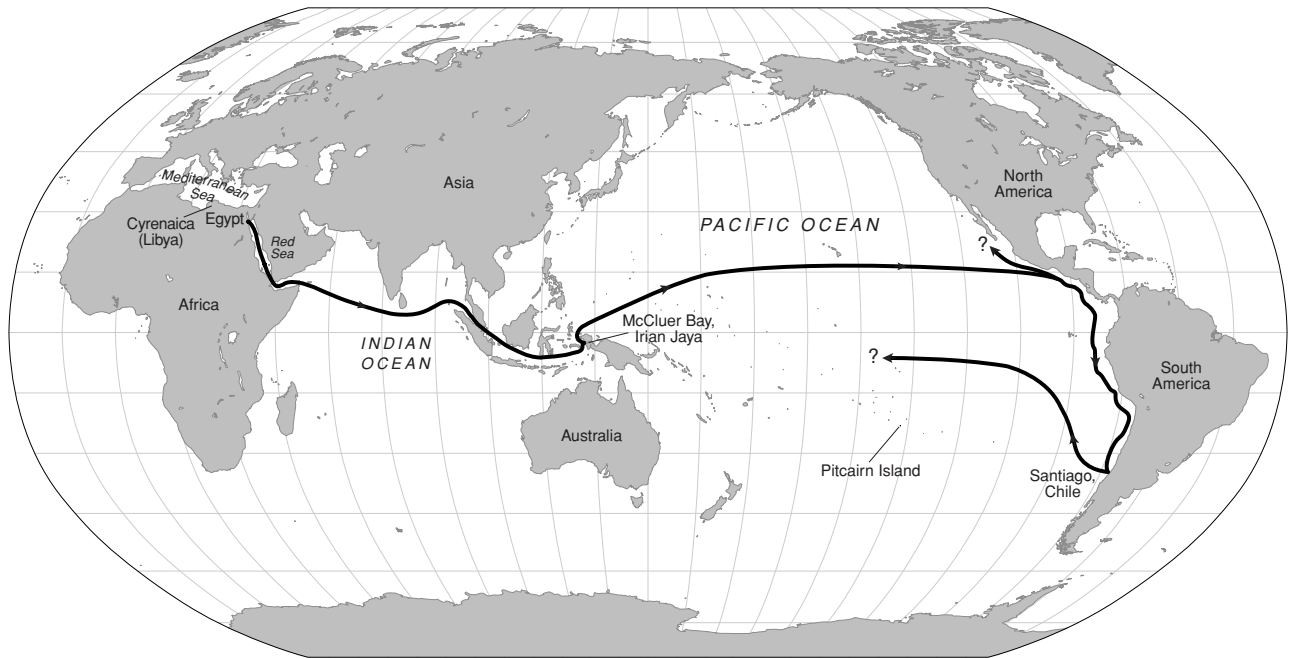 Asia
North
America
Mediterranean
Sea
PACIFIC OCEAN
Cyrenaica
(Libya)
Egypt
Red
Sea
?
Africa
McCluer Bay,
Irian Jaya
INDIAN
OCEAN
?
South
America
Australia
Pitcairn Island
Santiago,
Chile